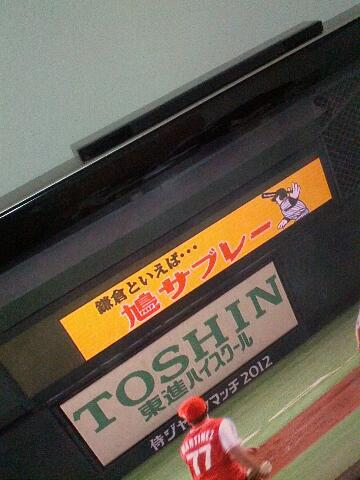 鎌倉といえば・・・
鳩サブレー
TOSHIN
東進ハイスクール
侍ジャパンマッチ2012
MARTINEZ
77